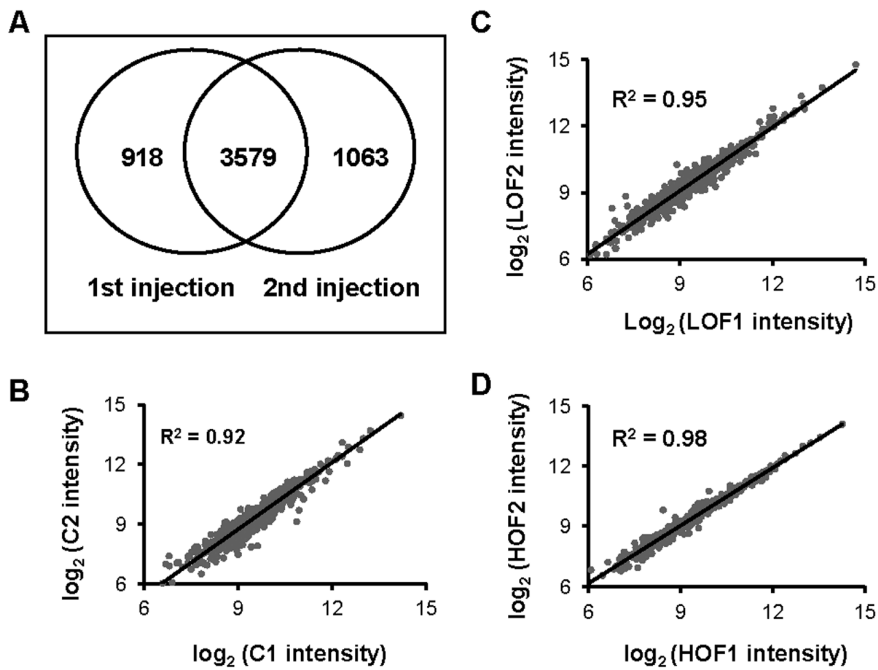 A
918 3579 1063
1st injection 2nd injection
B
log2 (C2 intensity)
15
12
9
6
R2 = 0.92
6 9 12 15
log2 (C1 intensity)
C
log2 (LOF2 intensity)
15
12
9
6
R2 = 0.95
6 9 12 15
Log2 (LOF1 intensity)
D
log2 (HOF2 intensity)
15
12
9
6
R2 = 0.98
6 9 12 15
log2 (HOF1 intensity)